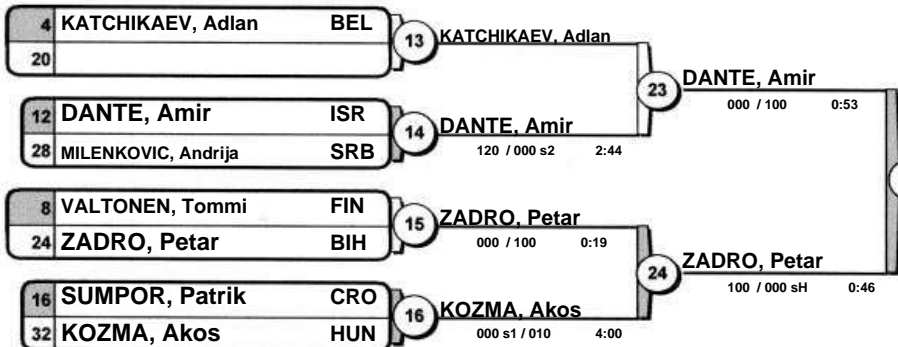 4 KATCHIKAEV, Adlan BEL
20
13
KATCHIKAEV, Adlan
12 DANTE, Amir ISR
28 MILENKOVIC, Andrija SRB
14
DANTE, Amir
120 / 000 s2 2:44
23
DANTE, Amir
000 / 100 0:53
8 VALTONEN, Tommi FIN
24 ZADRO, Petar BIH
15
ZADRO, Petar
000 / 100 0:19
16 SUMPOR, Patrik CRO
32 KOZMA, Akos HUN
16
KOZMA, Akos
000 s1 / 010 4:00
24
ZADRO, Petar
100 / 000 sH 0:46